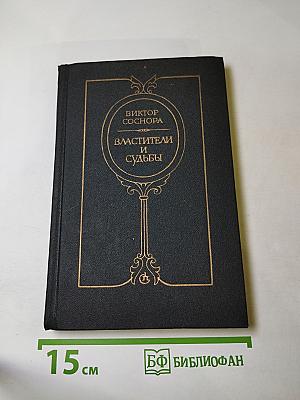 ВИКТОР
СОСНОРА
ВЛАСТИТЕЛИ
И
СУДЬБЫ
15 см
БФ БИБЛИОФАН